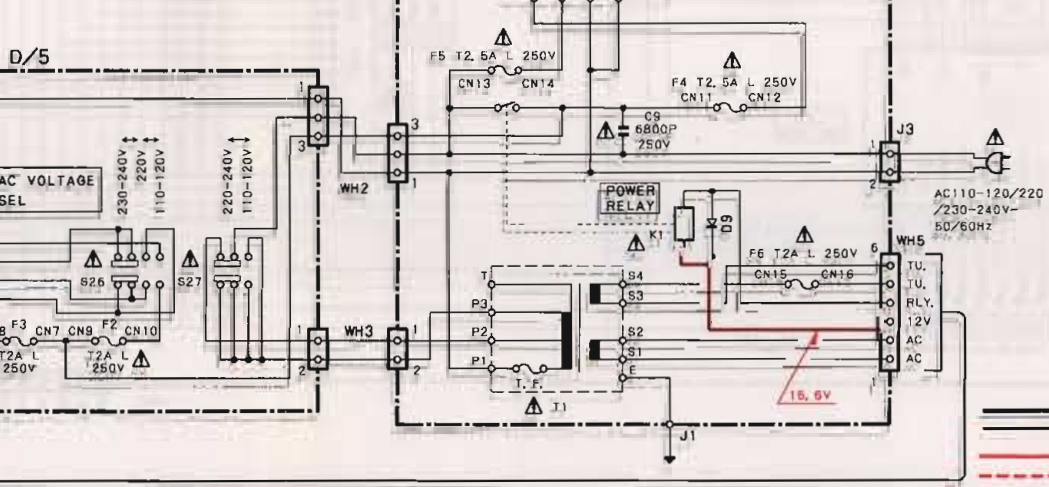 D/5
F5 T2.5A L 250V
CN13 CN14
F4 T2.5A L 250V
CN11 CN12
C9
6800P
250V
J3
1
3
3
1
1
2
WH2
AC VOLTAGE
SEL
230-240V
220V
110-120V
220-240V
110-120V
POWER
RELAY
K1
D9
AC110-120/220
/230-240V~
50/60Hz
F6 T2A L 250V
CN15 CN16
6
WH5
TU.
TU.
RLY.
12V
AC
AC
1
S26
S27
T
S4
S3
P3
P2
P1
S2
S1
E
T.F.
T1
F3 CN7 CN9 F2 CN10
T2A L
250V
T2A L
250V
1
2
WH3
1
2
15.6V
J1